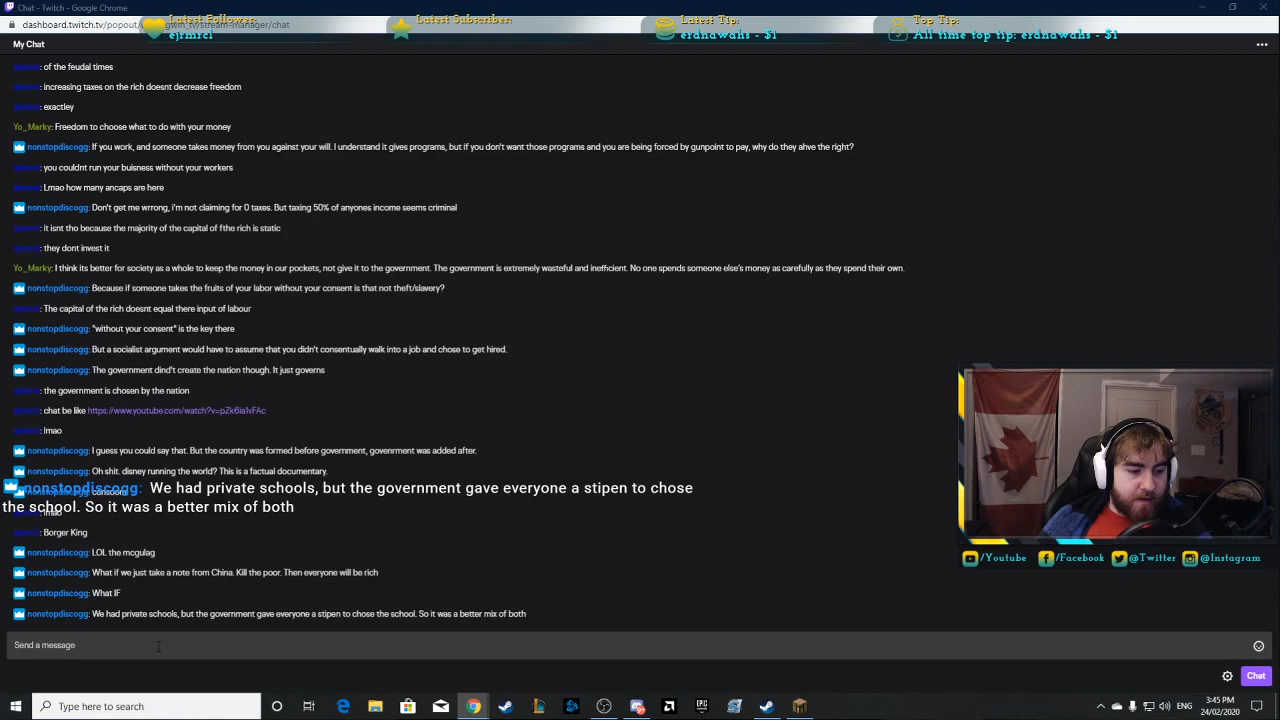 Chat - Twitch - Google Chrome
dashboard.twitch.tv/popout/
/stream-manager/chat
Latest Follower:
ejrmrcl
Latest Subscriber:
Latest Tip:
erdnawahs - $1
Top Tip:
All time top tip: erdnawahs - $1
My Chat
: of the feudal times
: increasing taxes on the rich doesnt decrease freedom
: exactley
Yo_Marky: Freedom to choose what to do with your money
nonstopdiscogg: If you work, and someone takes money from you against your will. I understand it gives programs, but if you don't want those programs and you are being forced by gunpoint to pay, why do they ahve the right?
: you couldnt run your buisness without your workers
: Lmao how many ancaps are here
nonstopdiscogg: Don't get me wrrong, i'm not claiming for 0 taxes. But taxing 50% of anyones income seems criminal
: it isnt tho because the majority of the capital of fthe rich is static
: they dont invest it
Yo_Marky: I think its better for society as a whole to keep the money in our pockets, not give it to the government. The government is extremely wasteful and inefficient. No one spends someone else's money as carefully as they spend their own.
nonstopdiscogg: Because if someone takes the fruits of your labor without your consent is that not theft/slavery?
: The capital of the rich doesnt equal there input of labour
nonstopdiscogg: "without your consent" is the key there
nonstopdiscogg: But a socialist argument would have to assume that you didn't consentually walk into a job and chose to get hired.
nonstopdiscogg: The government dind't create the nation though. It just governs
: the government is chosen by the nation
: chat be like https://www.youtube.com/watch?v=pZk6ia1vFAc
: lmao
nonstopdiscogg: I guess you could say that. But the country was formed before government, govenrment was added after.
nonstopdiscogg: Oh shit. disney running the world? This is a factual documentary.
nonstopdiscogg: We had private schools, but the government gave everyone a stipen to chose
the school. So it was a better mix of both
: lmao
: Borger King
nonstopdiscogg: LOL the mcgulag
nonstopdiscogg: What if we just take a note from China. Kill the poor. Then everyone will be rich
nonstopdiscogg: What IF
nonstopdiscogg: We had private schools, but the government gave everyone a stipen to chose the school. So it was a better mix of both
/Youtube
/Facebook
@Twitter
@Instagram
Send a message
Chat
Type here to search
ENG
3:45 PM
24/02/2020